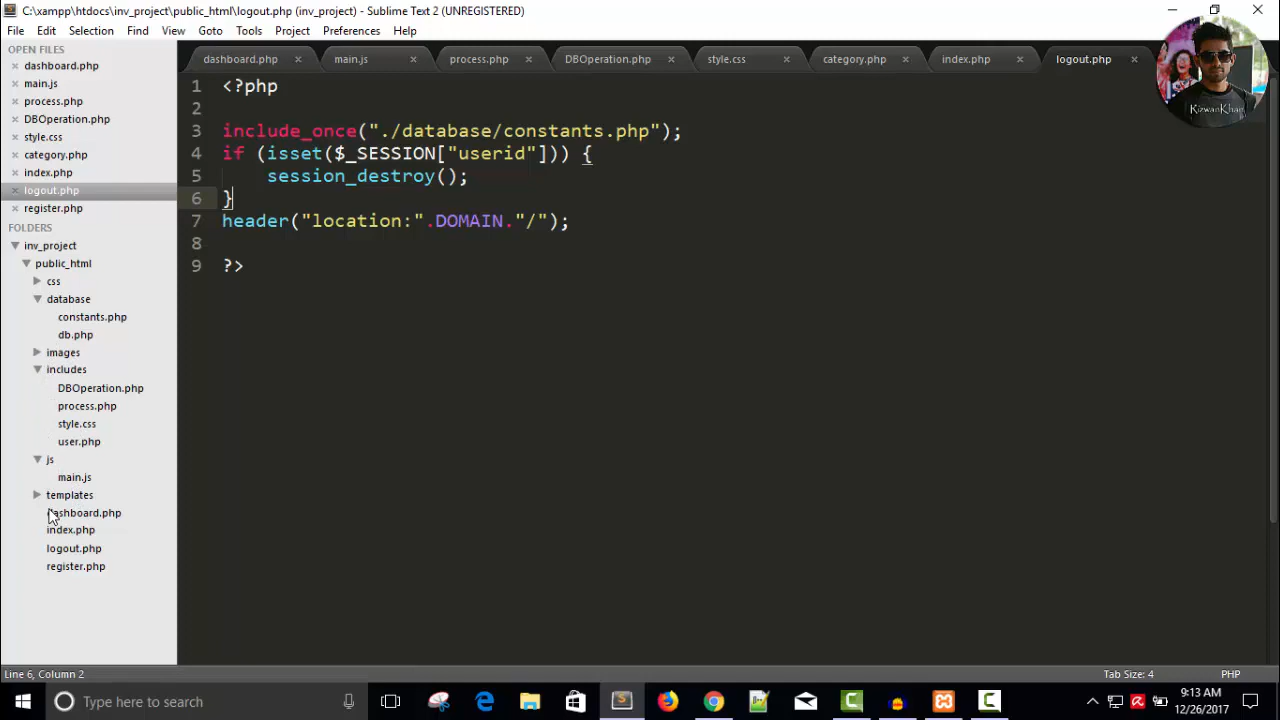 C:\xampp\htdocs\inv_project\public_html\logout.php (inv_project) - Sublime Text 2 (UNREGISTERED)
File Edit Selection Find View Goto Tools Project Preferences Help
OPEN FILES
dashboard.php
main.js
process.php
DBOperation.php
style.css
category.php
index.php
logout.php
register.php
FOLDERS
inv_project
public_html
css
database
constants.php
db.php
images
includes
DBOperation.php
process.php
style.css
user.php
js
main.js
templates
dashboard.php
index.php
logout.php
register.php
dashboard.php main.js process.php DBOperation.php style.css category.php index.php logout.php
1 <?php
2
3 include_once("./database/constants.php");
4 if (isset($_SESSION["userid"])) {
5 session_destroy();
6 }
7 header("location:".DOMAIN."/");
8
9 ?>
RizwanKhan
Line 6, Column 2 Tab Size: 4 PHP
Type here to search
9:13 AM
12/26/2017